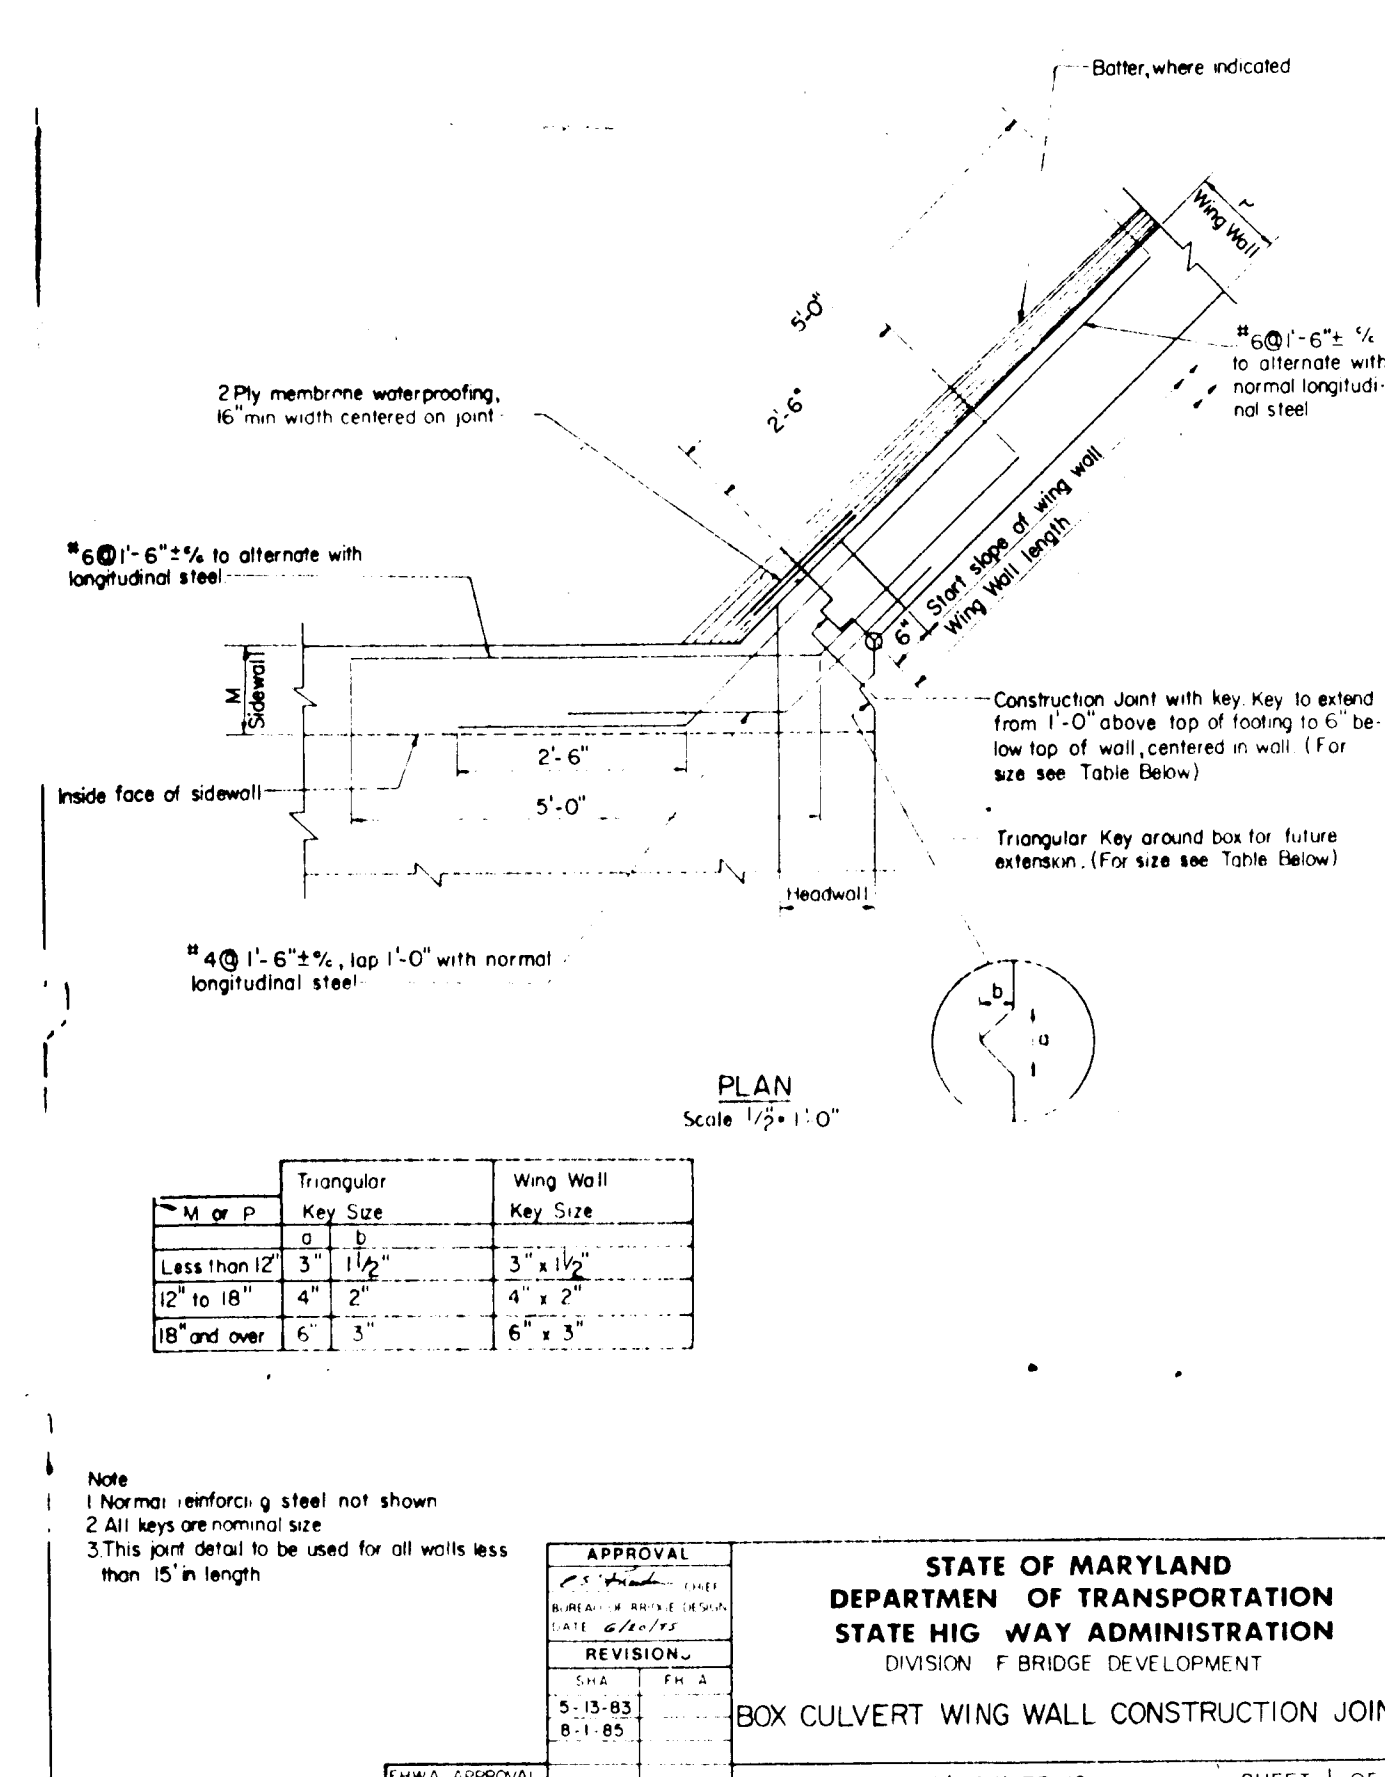 Batter, where indicated
Wing Wall
5'-0"
#6@1'-6"± c/c
to alternate with
normal longitudi-
nal steel
2 Ply membrane waterproofing,
16" min width centered on joint
2'-6"
Start slope of wing wall
Wing Wall length
6"
#6@1'-6"± c/c to alternate with
longitudinal steel
M
Sidewall
Construction Joint with key. Key to extend
from 1'-0" above top of footing to 6" be-
low top of wall, centered in wall. (For
size see Table Below)
2'-6"
Inside face of sidewall
5'-0"
Triangular Key around box for future
extension. (For size see Table Below)
Headwall
#4@1'-6"± c/c, lap 1'-0" with normal
longitudinal steel
b
a
PLAN
Scale 1/2" = 1'-0"
Triangular Wing Wall
M or P Key Size Key Size
a b
Less than 12" 3" 1 1/2" 3" x 1 1/2"
12" to 18" 4" 2" 4" x 2"
18" and over 6" 3" 6" x 3"
Note
1 Normal reinforcing steel not shown
2 All keys are nominal size
3. This joint detail to be used for all walls less
than 15' in length
APPROVAL
CHIEF
BUREAU OF BRIDGE DESIGN
DATE 6/20/75
REVISIONS
SHA FHWA
5-13-83
8-1-85
STATE OF MARYLAND
DEPARTMEN OF TRANSPORTATION
STATE HIG WAY ADMINISTRATION
DIVISION F BRIDGE DEVELOPMENT
BOX CULVERT WING WALL CONSTRUCTION JOIN
FHWA APPROVAL
SHEET 1 OF